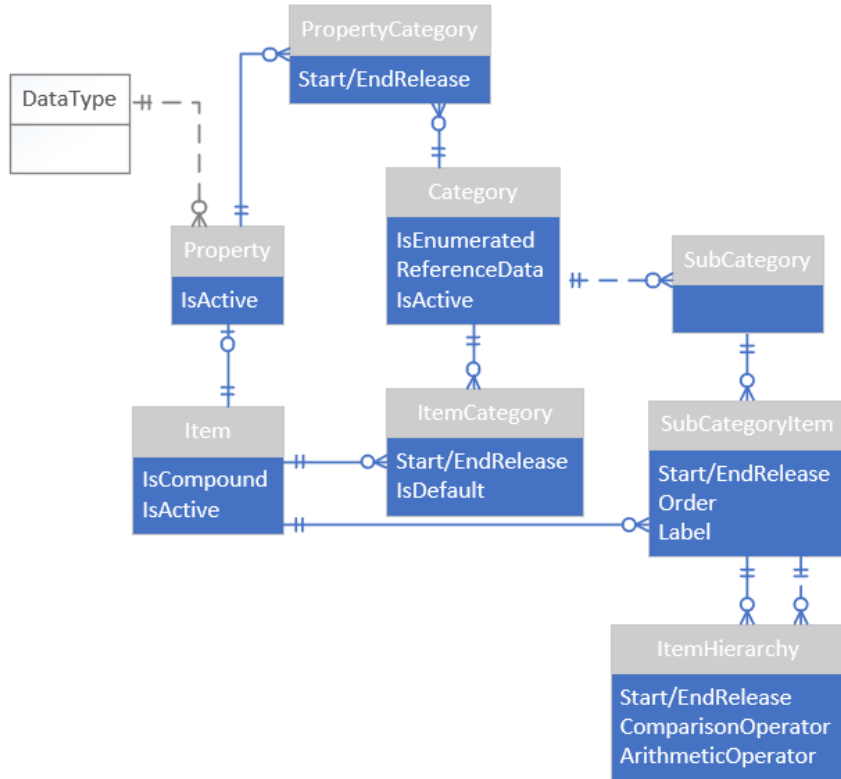 PropertyCategory
Start/EndRelease
DataType
Category
IsEnumerated
ReferenceData
IsActive
Property
IsActive
SubCategory
Item
IsCompound
IsActive
ItemCategory
Start/EndRelease
IsDefault
SubCategoryItem
Start/EndRelease
Order
Label
ItemHierarchy
Start/EndRelease
ComparisonOperator
ArithmeticOperator